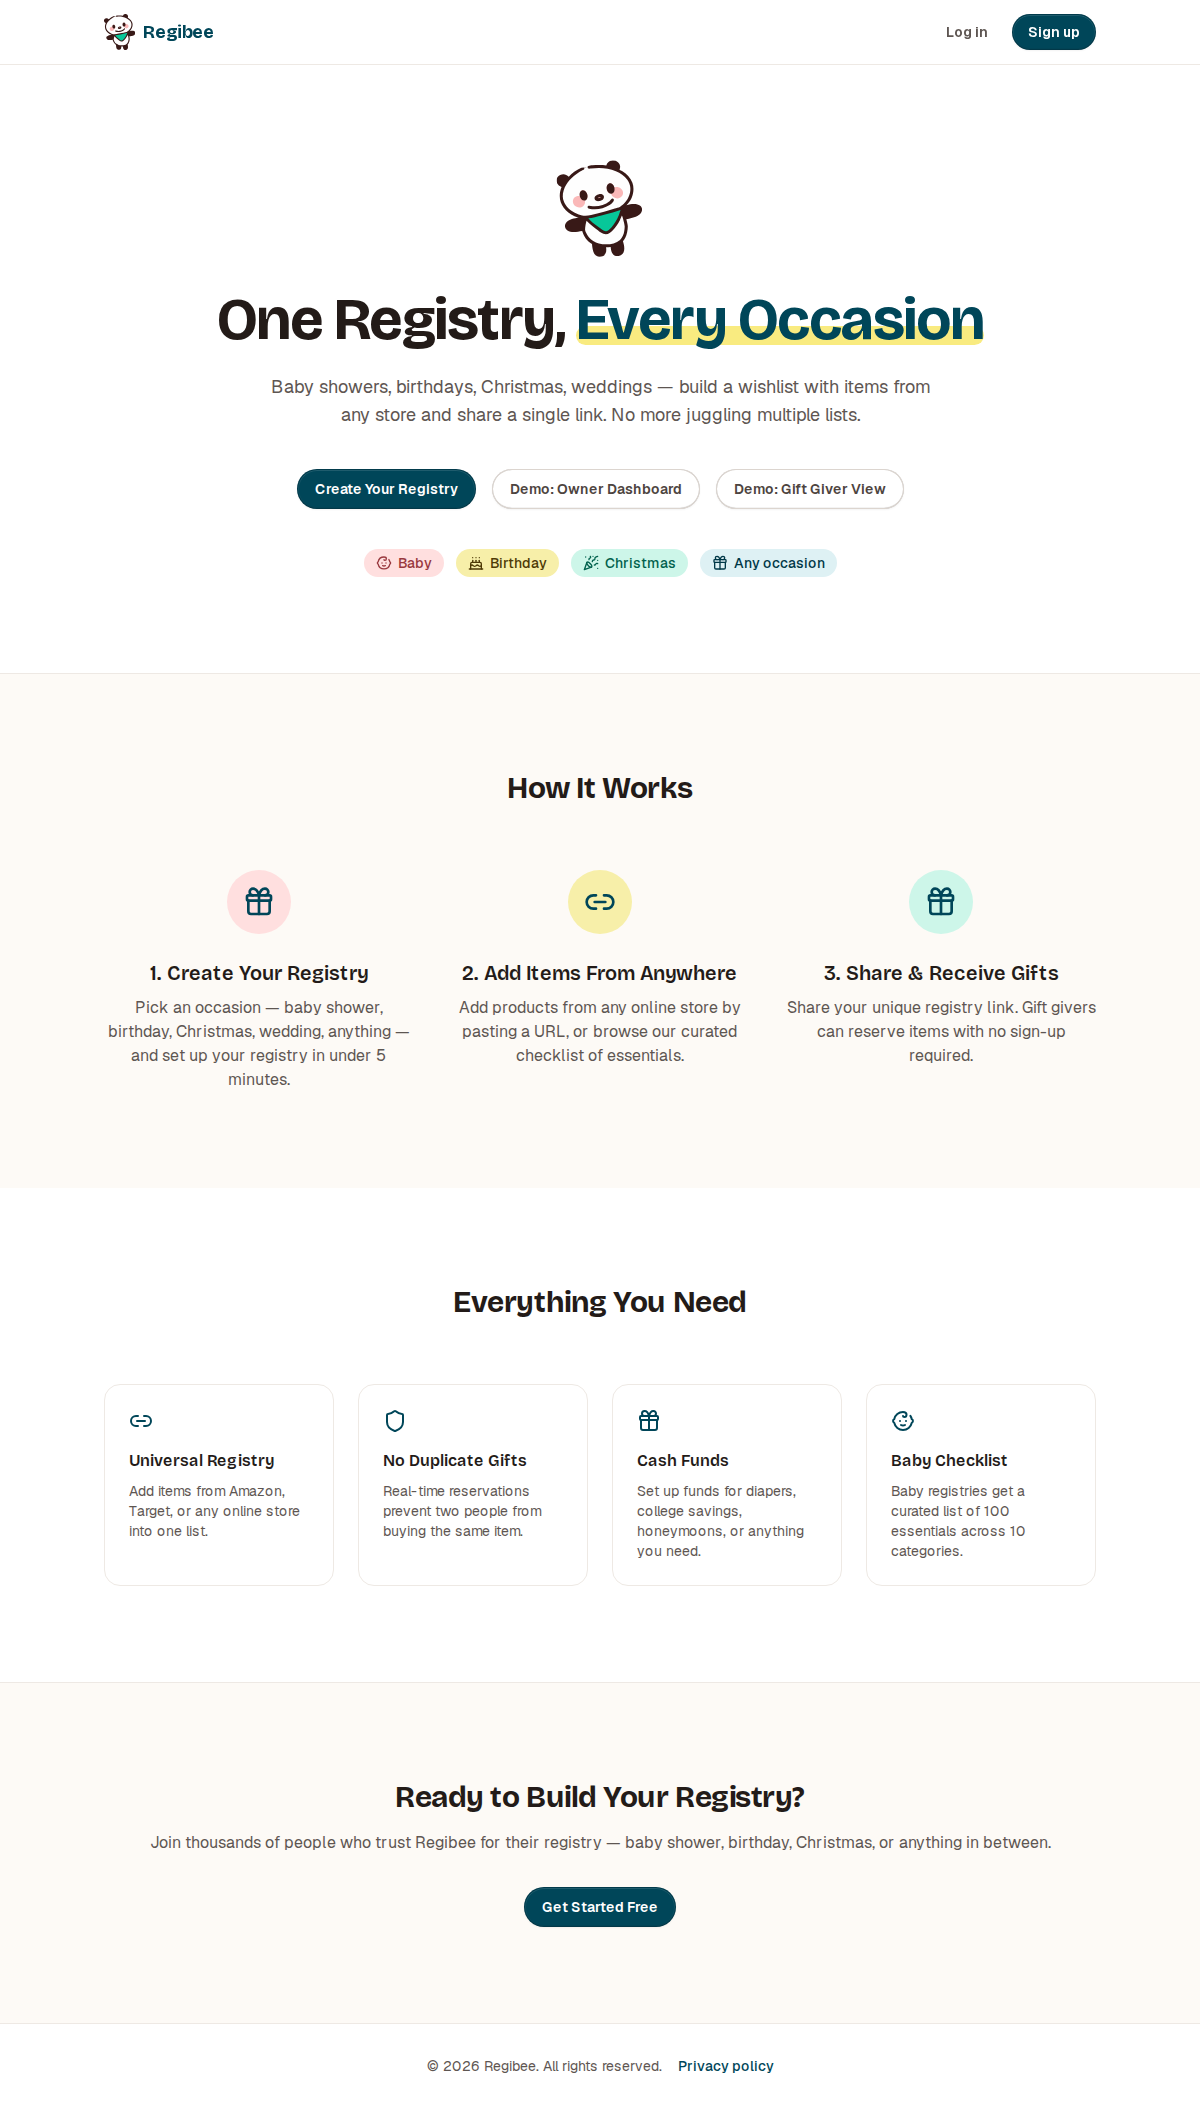 Regibee
Log in
Sign up
One Registry, Every Occasion
Baby showers, birthdays, Christmas, weddings — build a wishlist with items from
any store and share a single link. No more juggling multiple lists.
Create Your Registry
Demo: Owner Dashboard
Demo: Gift Giver View
Baby
Birthday
Christmas
Any occasion
How It Works
1. Create Your Registry
Pick an occasion — baby shower,
birthday, Christmas, wedding, anything —
and set up your registry in under 5
minutes.
2. Add Items From Anywhere
Add products from any online store by
pasting a URL, or browse our curated
checklist of essentials.
3. Share & Receive Gifts
Share your unique registry link. Gift givers
can reserve items with no sign-up
required.
Everything You Need
Universal Registry
Add items from Amazon,
Target, or any online store
into one list.
No Duplicate Gifts
Real-time reservations
prevent two people from
buying the same item.
Cash Funds
Set up funds for diapers,
college savings,
honeymoons, or anything
you need.
Baby Checklist
Baby registries get a
curated list of 100
essentials across 10
categories.
Ready to Build Your Registry?
Join thousands of people who trust Regibee for their registry — baby shower, birthday, Christmas, or anything in between.
Get Started Free
© 2026 Regibee. All rights reserved.
Privacy policy